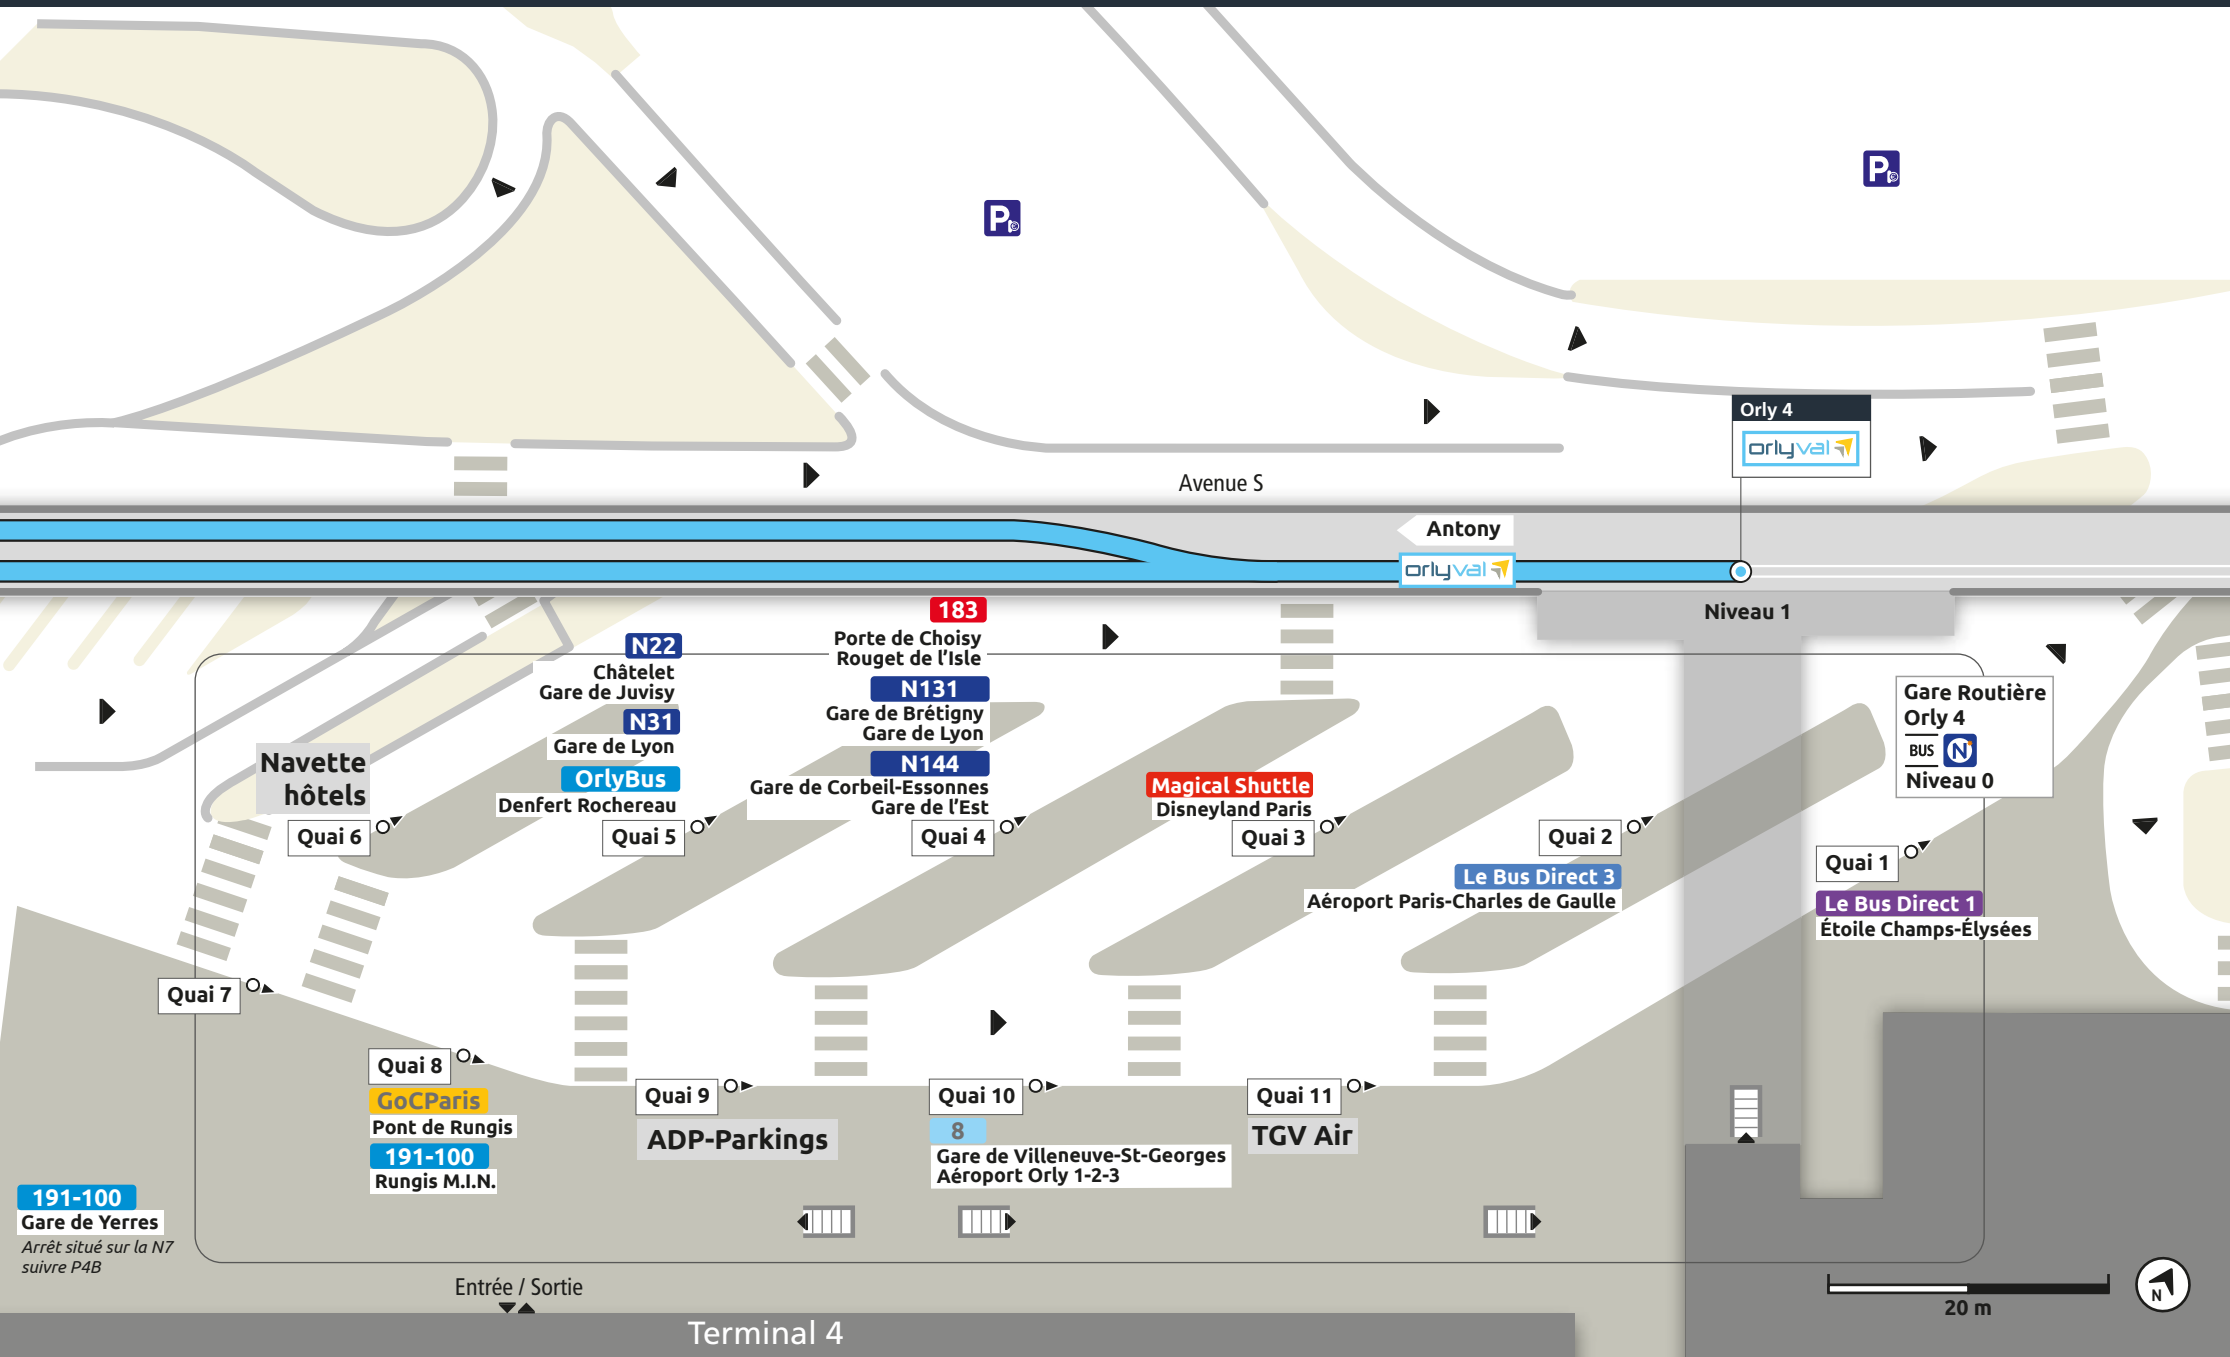 P
P
Orly 4
orlyval
Avenue S
Antony
orlyval
Niveau 1
183
Porte de Choisy
Rouget de l'Isle
N22
Châtelet
Gare de Juvisy
N131
Gare de Brétigny
Gare de Lyon
N31
Gare de Lyon
N144
Gare de Corbeil-Essonnes
Gare de l'Est
OrlyBus
Denfert Rochereau
Navette
hôtels
Magical Shuttle
Disneyland Paris
Gare Routière
Orly 4
BUS N
Niveau 0
Quai 6
Quai 5
Quai 4
Quai 3
Quai 2
Le Bus Direct 3
Aéroport Paris-Charles de Gaulle
Quai 1
Le Bus Direct 1
Étoile Champs-Élysées
Quai 7
Quai 8
GoCParis
Pont de Rungis
191-100
Rungis M.I.N.
Quai 9
ADP-Parkings
Quai 10
8
Gare de Villeneuve-St-Georges
Aéroport Orly 1-2-3
Quai 11
TGV Air
191-100
Gare de Yerres
Arrêt situé sur la N7
suivre P4B
Entrée / Sortie
Terminal 4
20 m
N